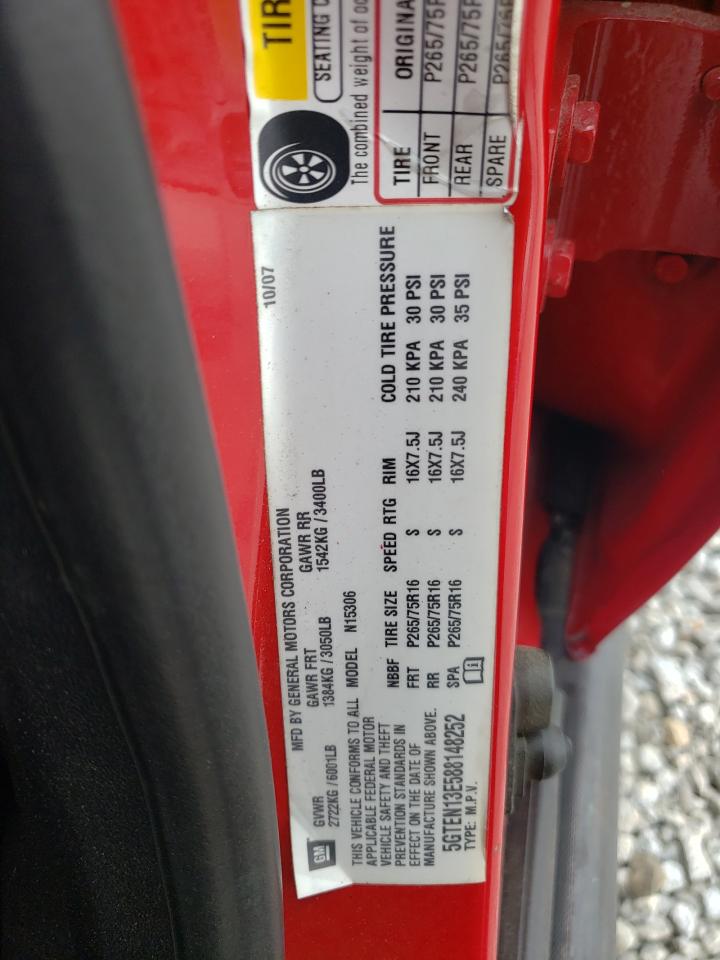 TIR
SEATING C
The combined weight of oc
TIRE ORIGINA
FRONT P265/75R
REAR P265/75R
SPARE P265/75R
10/07
MFD BY GENERAL MOTORS CORPORATION
GM
GVWR GAWR FRT GAWR RR
2722KG / 6001LB 1384KG / 3050LB 1542KG / 3400LB
THIS VEHICLE CONFORMS TO ALL
APPLICABLE FEDERAL MOTOR
VEHICLE SAFETY AND THEFT
PREVENTION STANDARDS IN
EFFECT ON THE DATE OF
MANUFACTURE SHOWN ABOVE.
MODEL N15306
NBBF TIRE SIZE SPEED RTG RIM COLD TIRE PRESSURE
FRT P265/75R16 S 16X7.5J 210 KPA 30 PSI
RR P265/75R16 S 16X7.5J 210 KPA 30 PSI
SPA P265/75R16 S 16X7.5J 240 KPA 35 PSI
5GTEN13E588148252
TYPE: M.P.V.